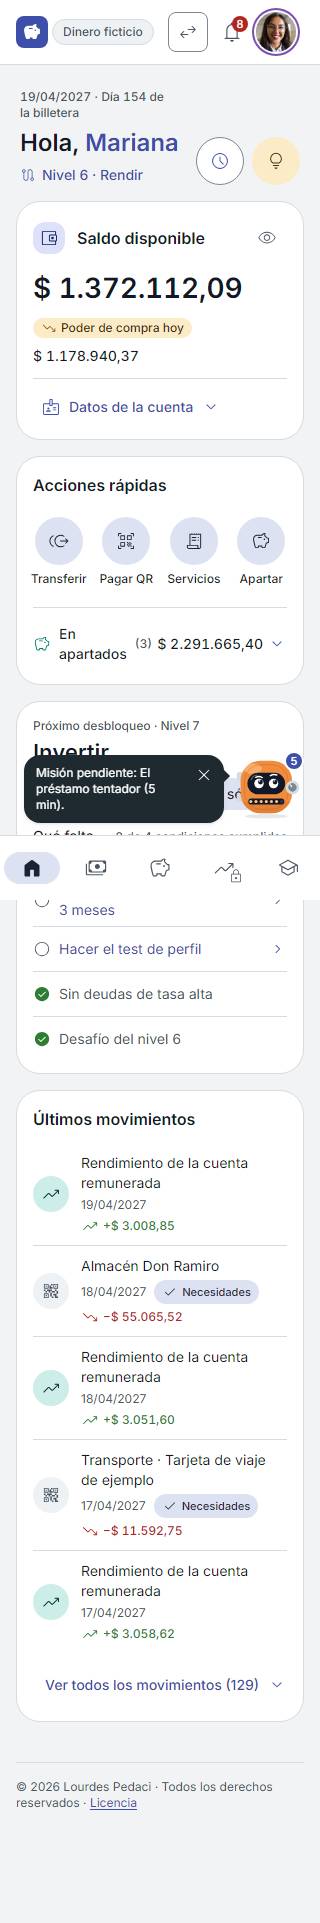 Dinero ficticio
8
19/04/2027 · Día 154 de
la billetera
Hola, Mariana
Nivel 6 · Rendir
Saldo disponible
$ 1.372.112,09
Poder de compra hoy
$ 1.178.940,37
Datos de la cuenta
Acciones rápidas
Transferir
Pagar QR
Servicios
Apartar
En
apartados
(3) $ 2.291.665,40
Próximo desbloqueo · Nivel 7
Invertir
Misión pendiente: El
préstamo tentador (5
min).
5
3 meses
Hacer el test de perfil
Sin deudas de tasa alta
Desafío del nivel 6
Últimos movimientos
Rendimiento de la cuenta
remunerada
19/04/2027
+$ 3.008,85
Almacén Don Ramiro
18/04/2027 Necesidades
−$ 55.065,52
Rendimiento de la cuenta
remunerada
18/04/2027
+$ 3.051,60
Transporte · Tarjeta de viaje
de ejemplo
17/04/2027 Necesidades
−$ 11.592,75
Rendimiento de la cuenta
remunerada
17/04/2027
+$ 3.058,62
Ver todos los movimientos (129)
© 2026 Lourdes Pedaci · Todos los derechos
reservados · Licencia